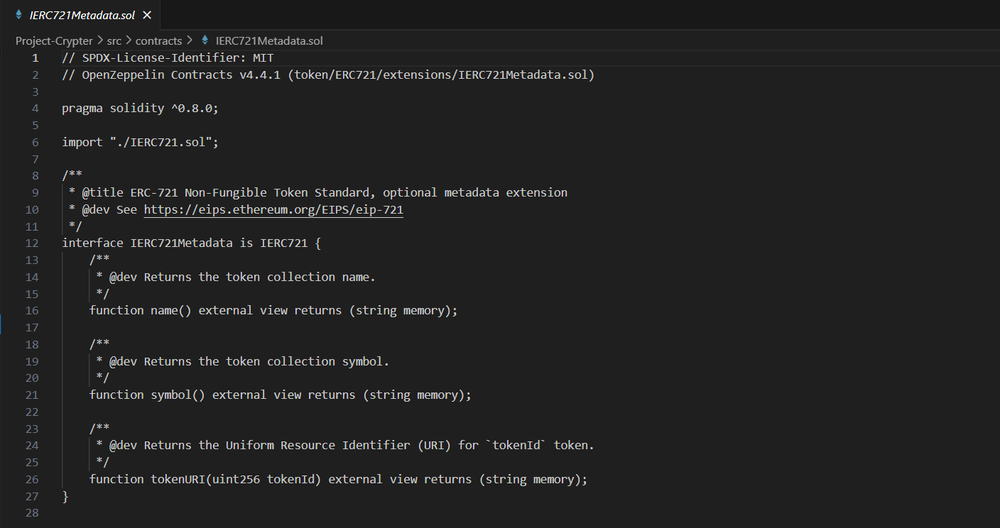 IERC721Metadata.sol
Project-Crypter > src > contracts > IERC721Metadata.sol
1 // SPDX-License-Identifier: MIT
2 // OpenZeppelin Contracts v4.4.1 (token/ERC721/extensions/IERC721Metadata.sol)
3
4 pragma solidity ^0.8.0;
5
6 import "./IERC721.sol";
7
8 /**
9  * @title ERC-721 Non-Fungible Token Standard, optional metadata extension
10  * @dev See https://eips.ethereum.org/EIPS/eip-721
11  */
12 interface IERC721Metadata is IERC721 {
13     /**
14      * @dev Returns the token collection name.
15      */
16     function name() external view returns (string memory);
17
18     /**
19      * @dev Returns the token collection symbol.
20      */
21     function symbol() external view returns (string memory);
22
23     /**
24      * @dev Returns the Uniform Resource Identifier (URI) for `tokenId` token.
25      */
26     function tokenURI(uint256 tokenId) external view returns (string memory);
27 }
28